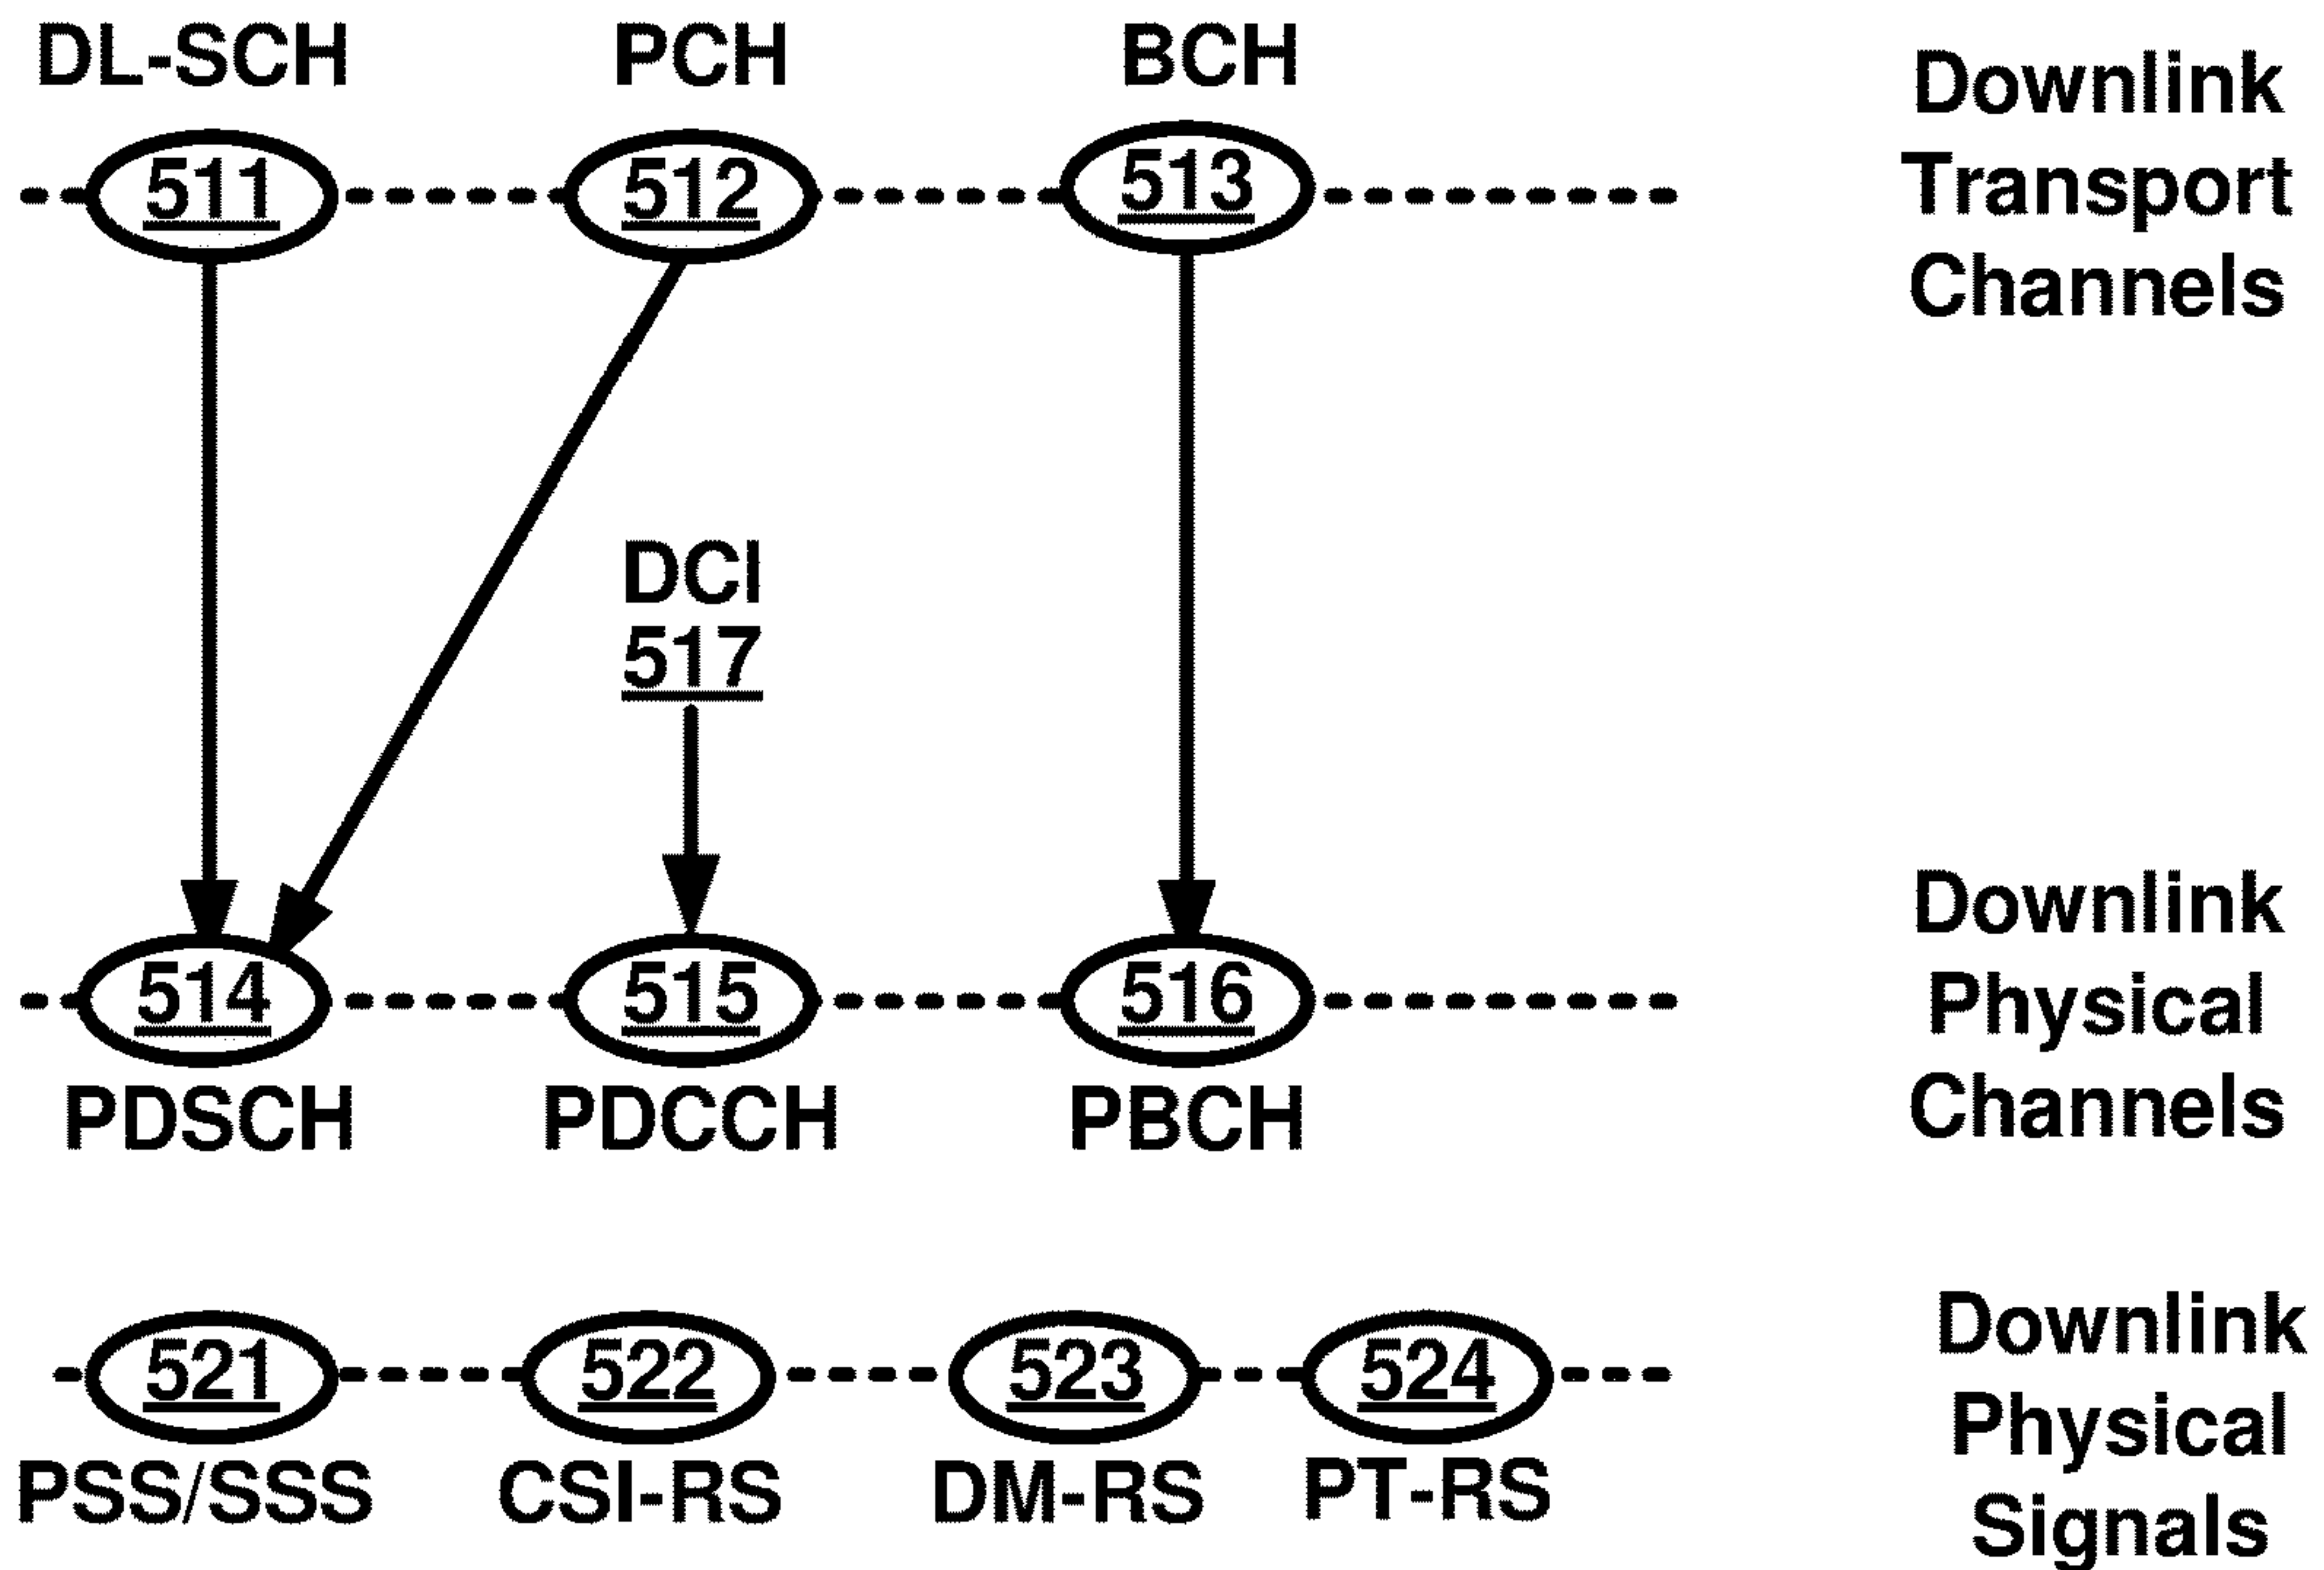 DL-SCH PCH BCH
511 512 513
Downlink
Transport
Channels
DCI
517
514 515 516
PDSCH PDCCH PBCH
Downlink
Physical
Channels
521 522 523 524
PSS/SSS CSI-RS DM-RS PT-RS
Downlink
Physical
Signals